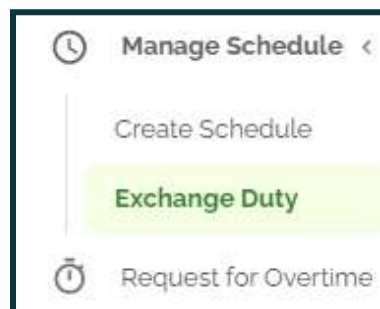 Manage Schedule <
Create Schedule
Exchange Duty
Request for Overtime